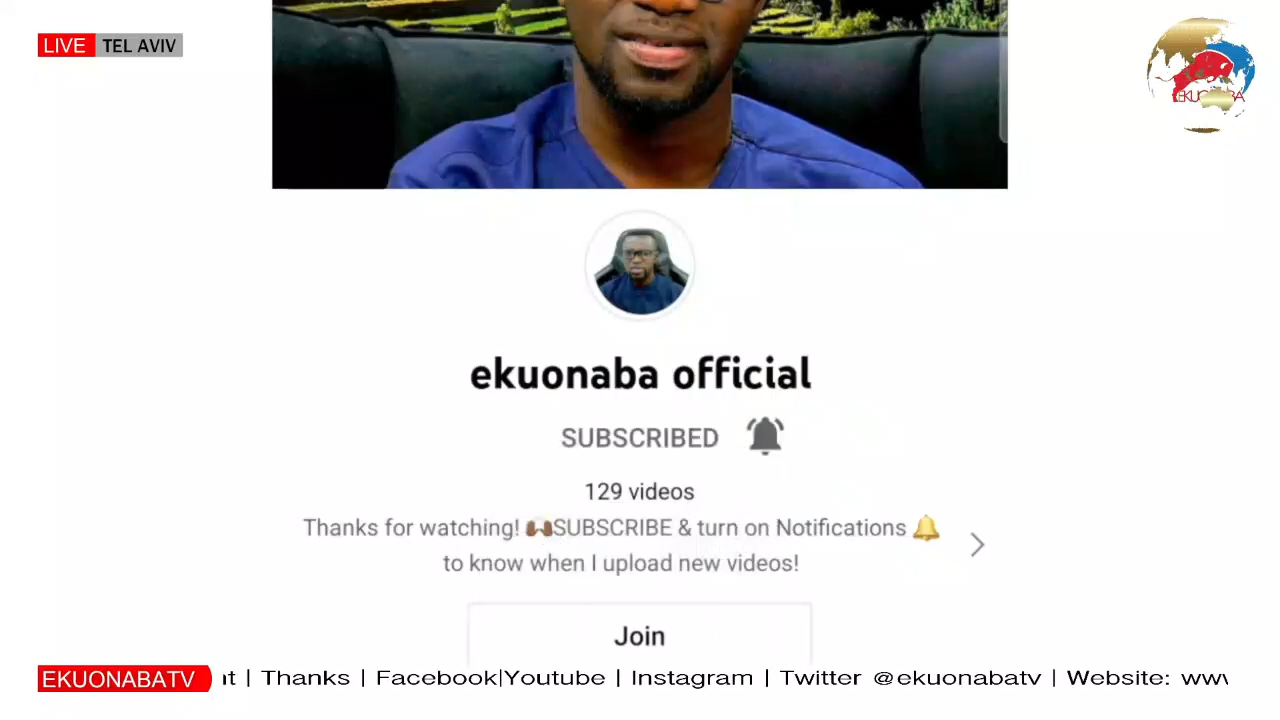 LIVE TEL AVIV
ekuonaba official
SUBSCRIBED
129 videos
Thanks for watching! 🙌🏾SUBSCRIBE & turn on Notifications 🔔
to know when I upload new videos!
Join
EKUONABATV | Thanks | Facebook|Youtube | Instagram | Twitter @ekuonabatv | Website: